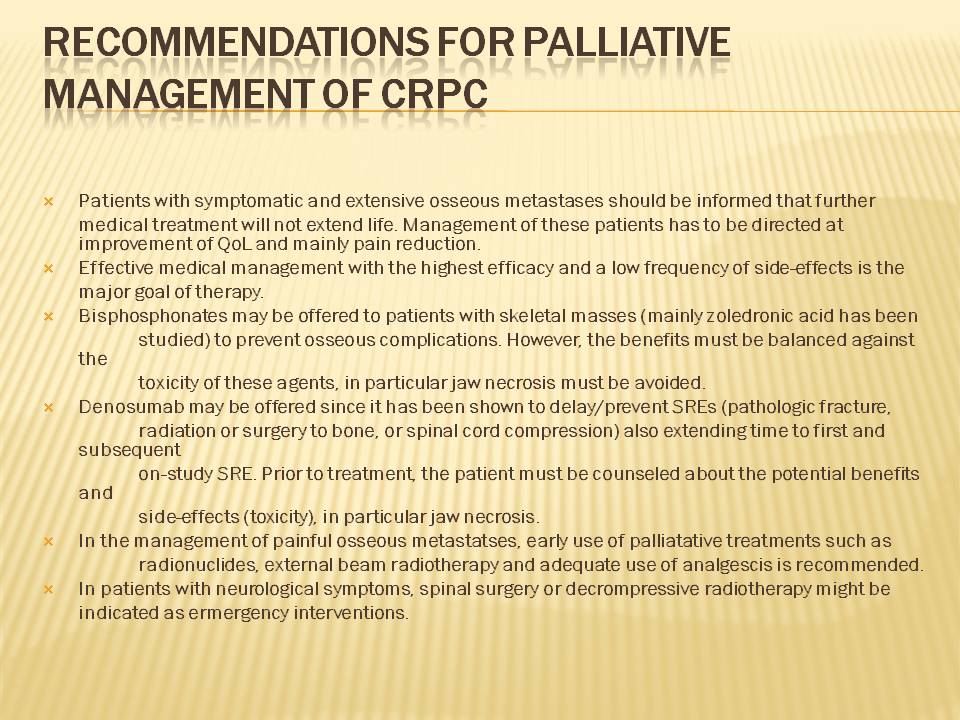 RECOMMENDATIONS FOR PALLIATIVE
MANAGEMENT OF CRPC
Patients with symptomatic and extensive osseous metastases should be informed that further
medical treatment will not extend life. Management of these patients has to be directed at
improvement of QoL and mainly pain reduction.
Effective medical management with the highest efficacy and a low frequency of side-effects is the
major goal of therapy.
Bisphosphonates may be offered to patients with skeletal masses (mainly zoledronic acid has been
studied) to prevent osseous complications. However, the benefits must be balanced against
the
toxicity of these agents, in particular jaw necrosis must be avoided.
Denosumab may be offered since it has been shown to delay/prevent SREs (pathologic fracture,
radiation or surgery to bone, or spinal cord compression) also extending time to first and
subsequent
on-study SRE. Prior to treatment, the patient must be counseled about the potential benefits
and
side-effects (toxicity), in particular jaw necrosis.
In the management of painful osseous metastatses, early use of palliatative treatments such as
radionuclides, external beam radiotherapy and adequate use of analgescis is recommended.
In patients with neurological symptoms, spinal surgery or decrompressive radiotherapy might be
indicated as ermergency interventions.